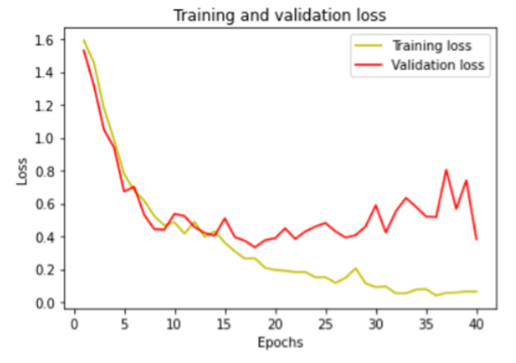 Training and validation loss
Training loss
Validation loss
1.6
1.4
1.2
1.0
0.8
0.6
0.4
0.2
0.0
Loss
0 5 10 15 20 25 30 35 40
Epochs